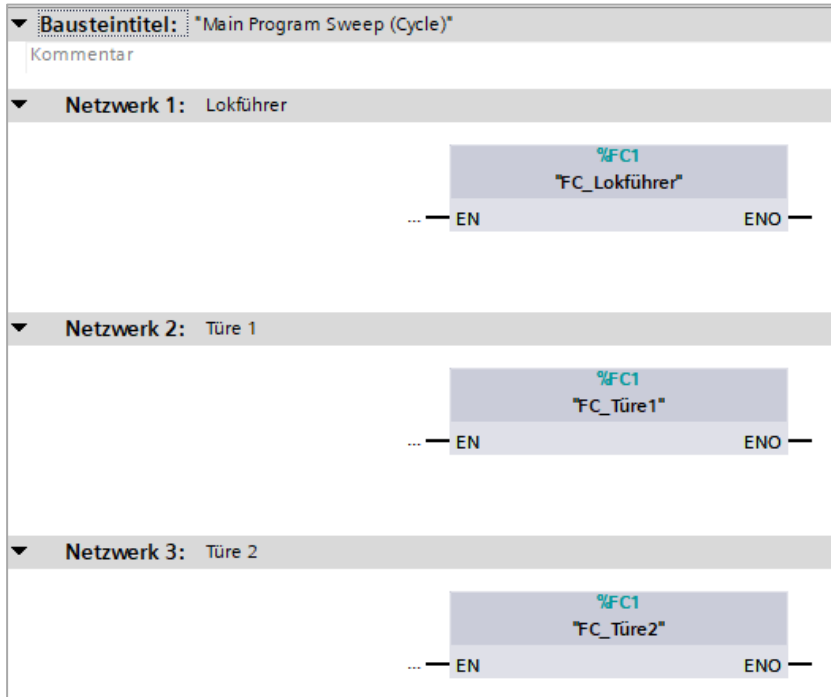 Bausteintitel: "Main Program Sweep (Cycle)"
Kommentar
Netzwerk 1: Lokführer
%FC1
"FC_Lokführer"
... EN ENO
Netzwerk 2: Türe 1
%FC1
"FC_Türe1"
... EN ENO
Netzwerk 3: Türe 2
%FC1
"FC_Türe2"
... EN ENO